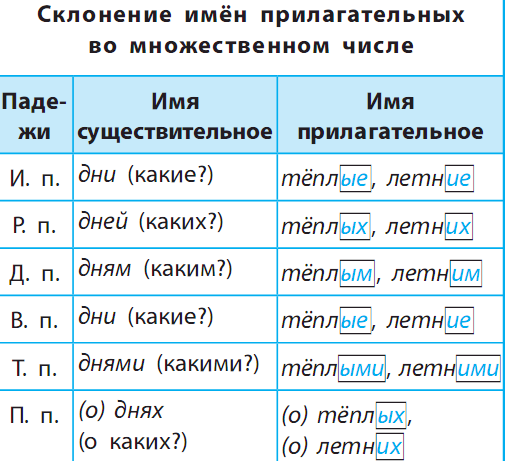 Склонение имён прилагательных
во множественном числе
Паде-
жи
Имя
существительное
Имя
прилагательное
И. п. дни (какие?) тёплые, летние
Р. п. дней (каких?) тёплых, летних
Д. п. дням (каким?) тёплым, летним
В. п. дни (какие?) тёплые, летние
Т. п. днями (какими?) тёплыми, летними
П. п. (о) днях
(о каких?)
(о) тёплых,
(о) летних